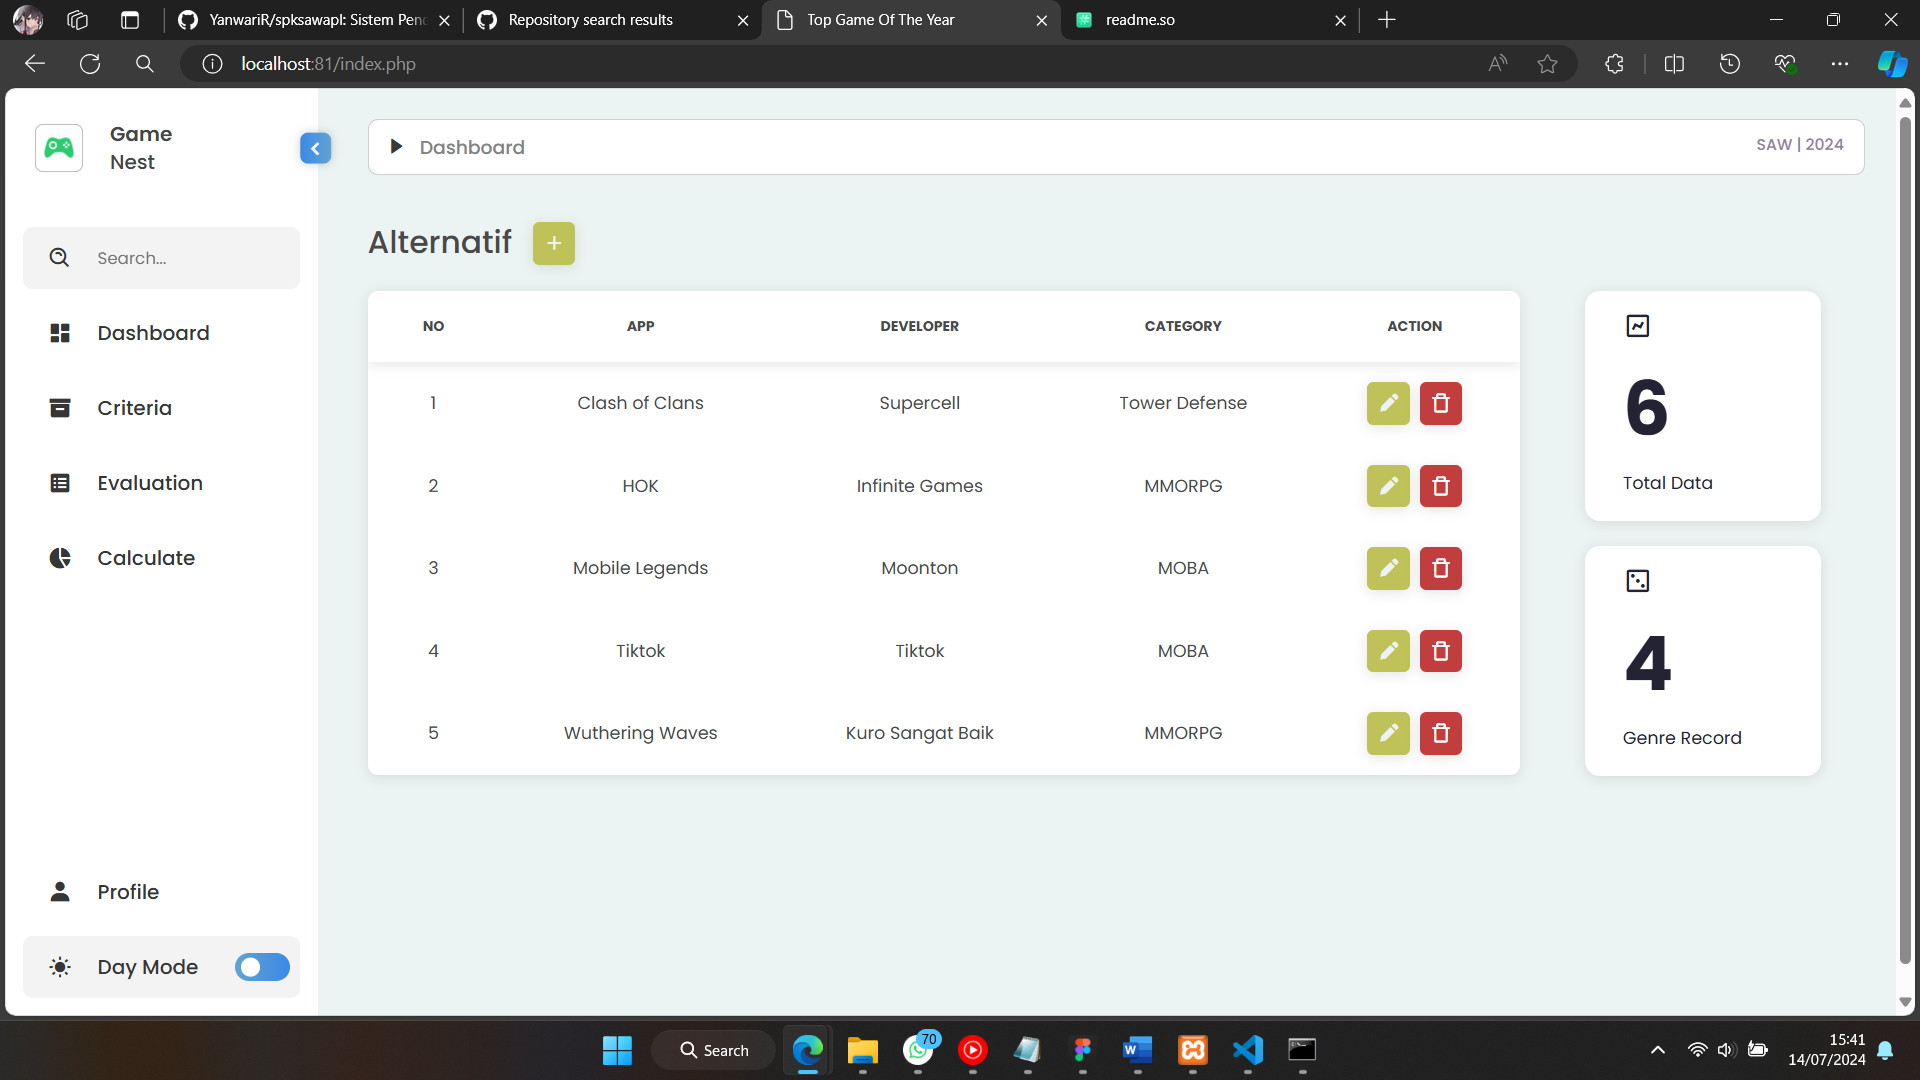 YanwariR/spksawapl: Sistem Pen
Repository search results
Top Game Of The Year
readme.so
localhost:81/index.php
Game
Nest
Dashboard
SAW | 2024
Search...
Dashboard
Criteria
Evaluation
Calculate
Profile
Day Mode
Alternatif
+
NO APP DEVELOPER CATEGORY ACTION
1 Clash of Clans Supercell Tower Defense
2 HOK Infinite Games MMORPG
3 Mobile Legends Moonton MOBA
4 Tiktok Tiktok MOBA
5 Wuthering Waves Kuro Sangat Baik MMORPG
6
Total Data
4
Genre Record
Search
70
15:41
14/07/2024